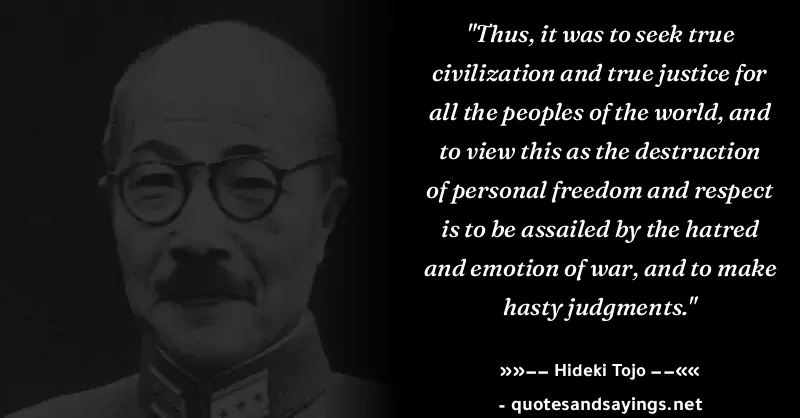 "Thus, it was to seek true
civilization and true justice for
all the peoples of the world, and
to view this as the destruction
of personal freedom and respect
is to be assailed by the hatred
and emotion of war, and to make
hasty judgments."
»»–– Hideki Tojo ––««
- quotesandsayings.net